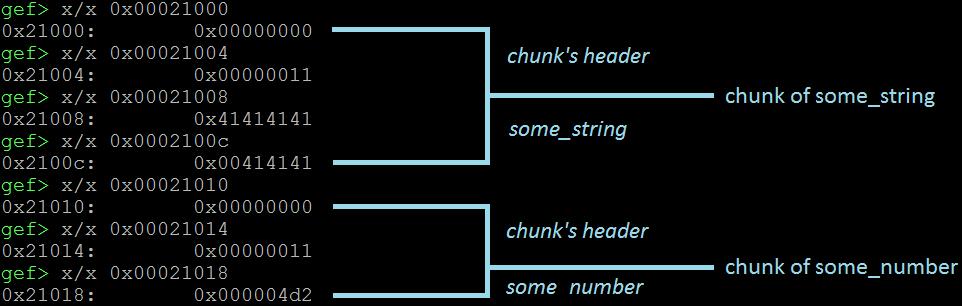 gef> x/x 0x00021000
0x21000: 0x00000000
gef> x/x 0x00021004
chunk's header
0x21004: 0x00000011
gef> x/x 0x00021008
chunk of some_string
0x21008: 0x41414141
some_string
gef> x/x 0x0002100c
0x2100c: 0x00414141
gef> x/x 0x00021010
0x21010: 0x00000000
gef> x/x 0x00021014
chunk's header
0x21014: 0x00000011
gef> x/x 0x00021018
chunk of some_number
0x21018: 0x000004d2
some_number